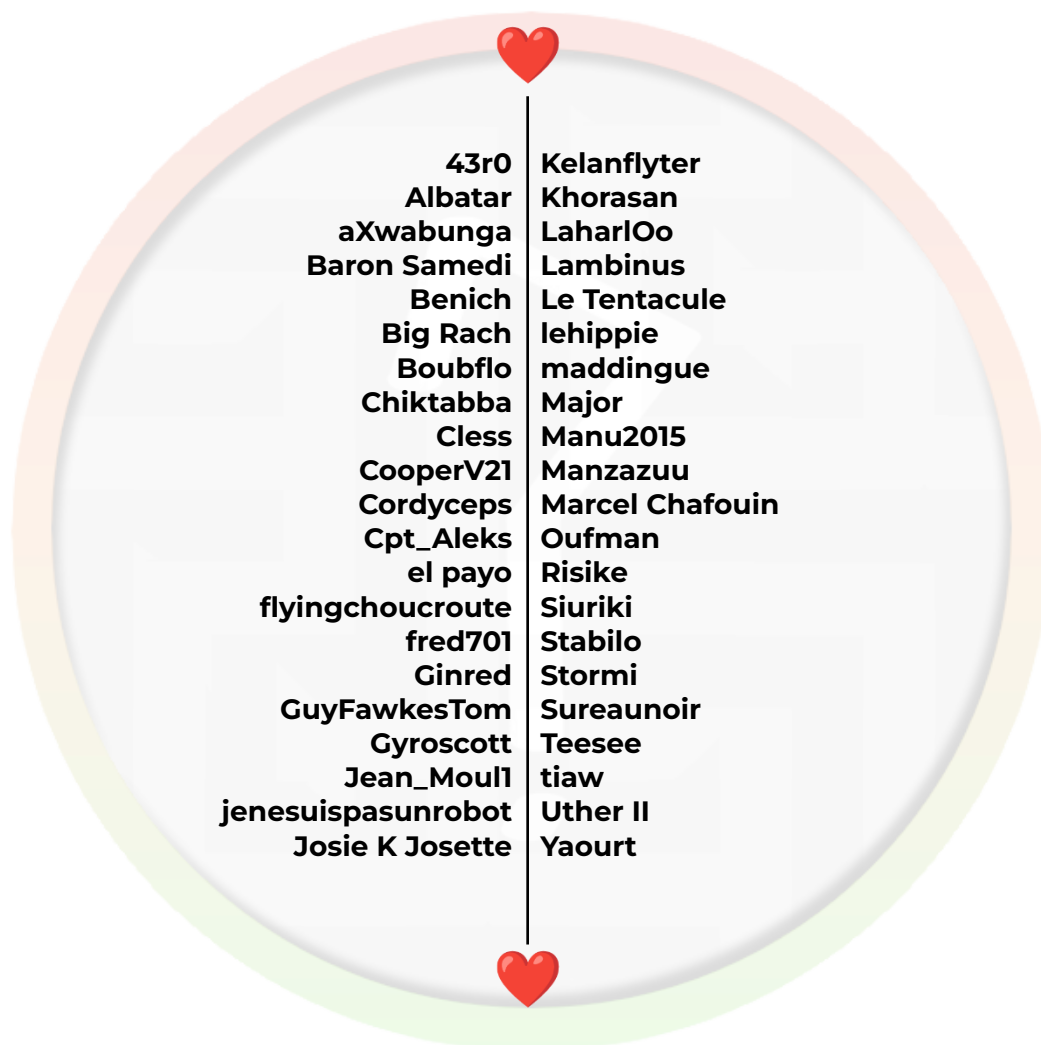 43r0
Albatar
aXwabunga
Baron Samedi
Benich
Big Rach
Boubflo
Chiktabba
Cless
CooperV21
Cordyceps
Cpt_Aleks
el payo
flyingchoucroute
fred701
Ginred
GuyFawkesTom
Gyroscott
Jean_Moul1
jenesuispasunrobot
Josie K Josette
Kelanflyter
Khorasan
LaharlOo
Lambinus
Le Tentacule
lehippie
maddingue
Major
Manu2015
Manzazuu
Marcel Chafouin
Oufman
Risike
Siuriki
Stabilo
Stormi
Sureaunoir
Teesee
tiaw
Uther II
Yaourt